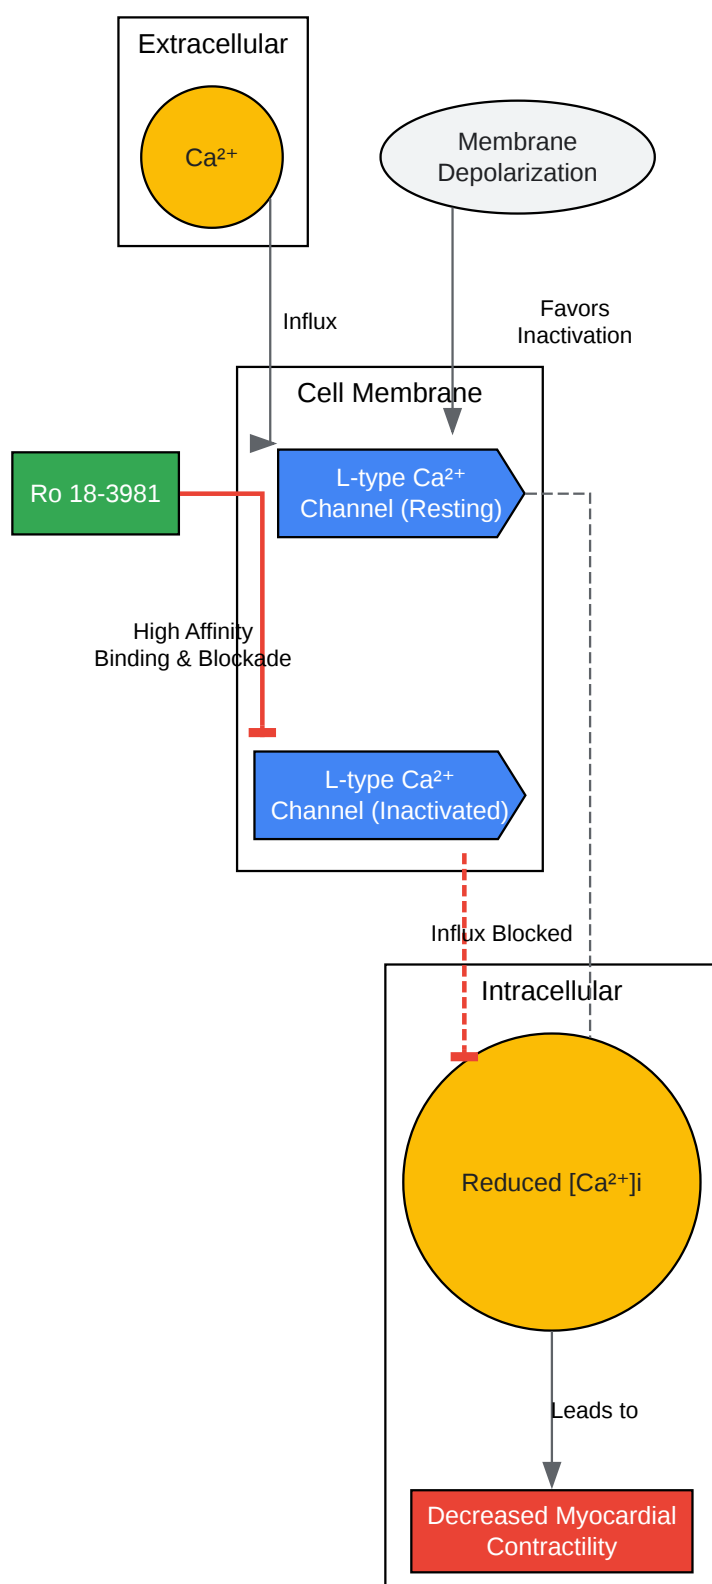 Extracellular
Ca²⁺
Membrane
Depolarization
Influx
Favors
Inactivation
Cell Membrane
Ro 18-3981
L-type Ca²⁺
Channel (Resting)
High Affinity
Binding & Blockade
L-type Ca²⁺
Channel (Inactivated)
Influx Blocked
Intracellular
Reduced [Ca²⁺]i
Leads to
Decreased Myocardial
Contractility